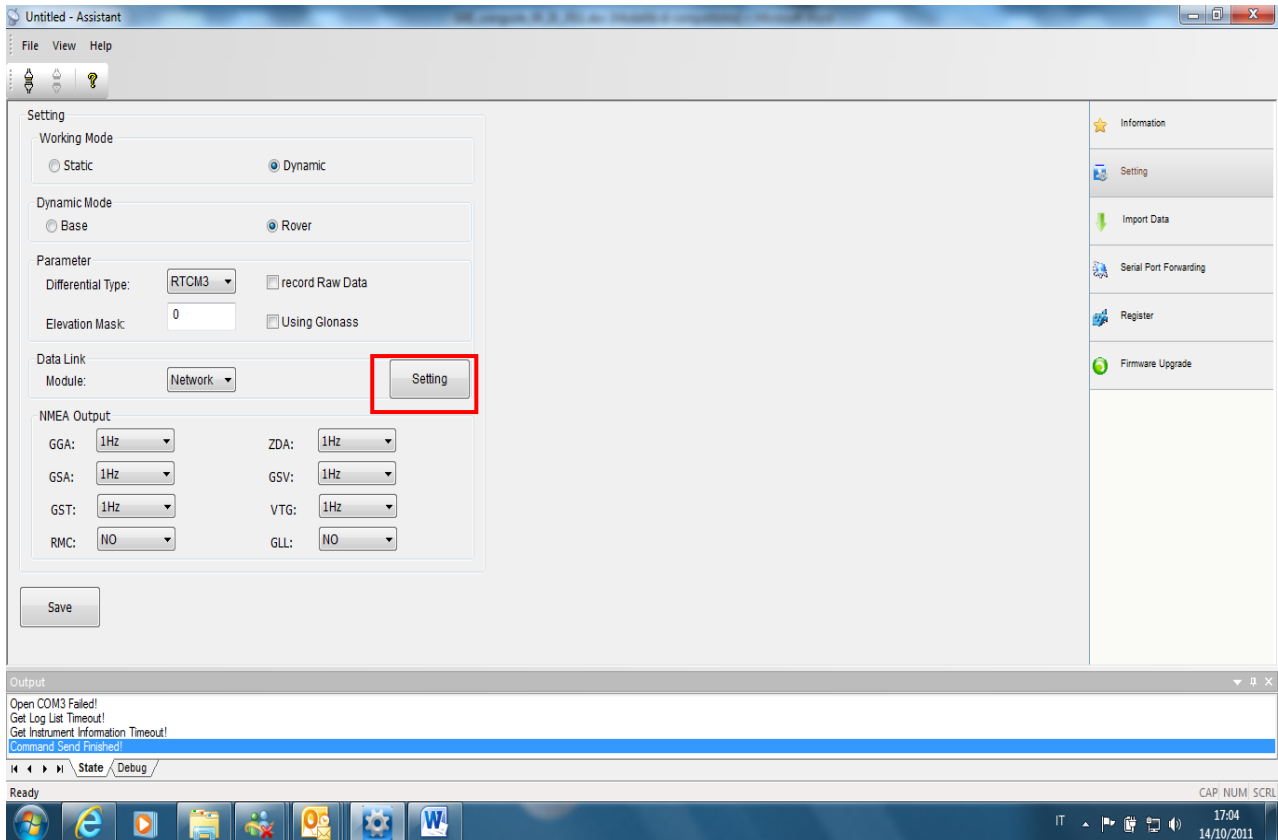 Untitled - Assistant
File View Help
Setting
Working Mode
Static Dynamic
Dynamic Mode
Base Rover
Parameter
Differential Type: RTCM3 record Raw Data
Elevation Mask: 0 Using Glonass
Data Link
Module: Network Setting
NMEA Output
GGA: 1Hz ZDA: 1Hz
GSA: 1Hz GSV: 1Hz
GST: 1Hz VTG: 1Hz
RMC: NO GLL: NO
Save
Information
Setting
Import Data
Serial Port Forwarding
Register
Firmware Upgrade
Output
Open COM3 Failed!
Get Log List Timeout!
Get Instrument Information Timeout!
Command Send Finished!
State Debug
Ready CAP NUM SCRL
IT 17:04
14/10/2011